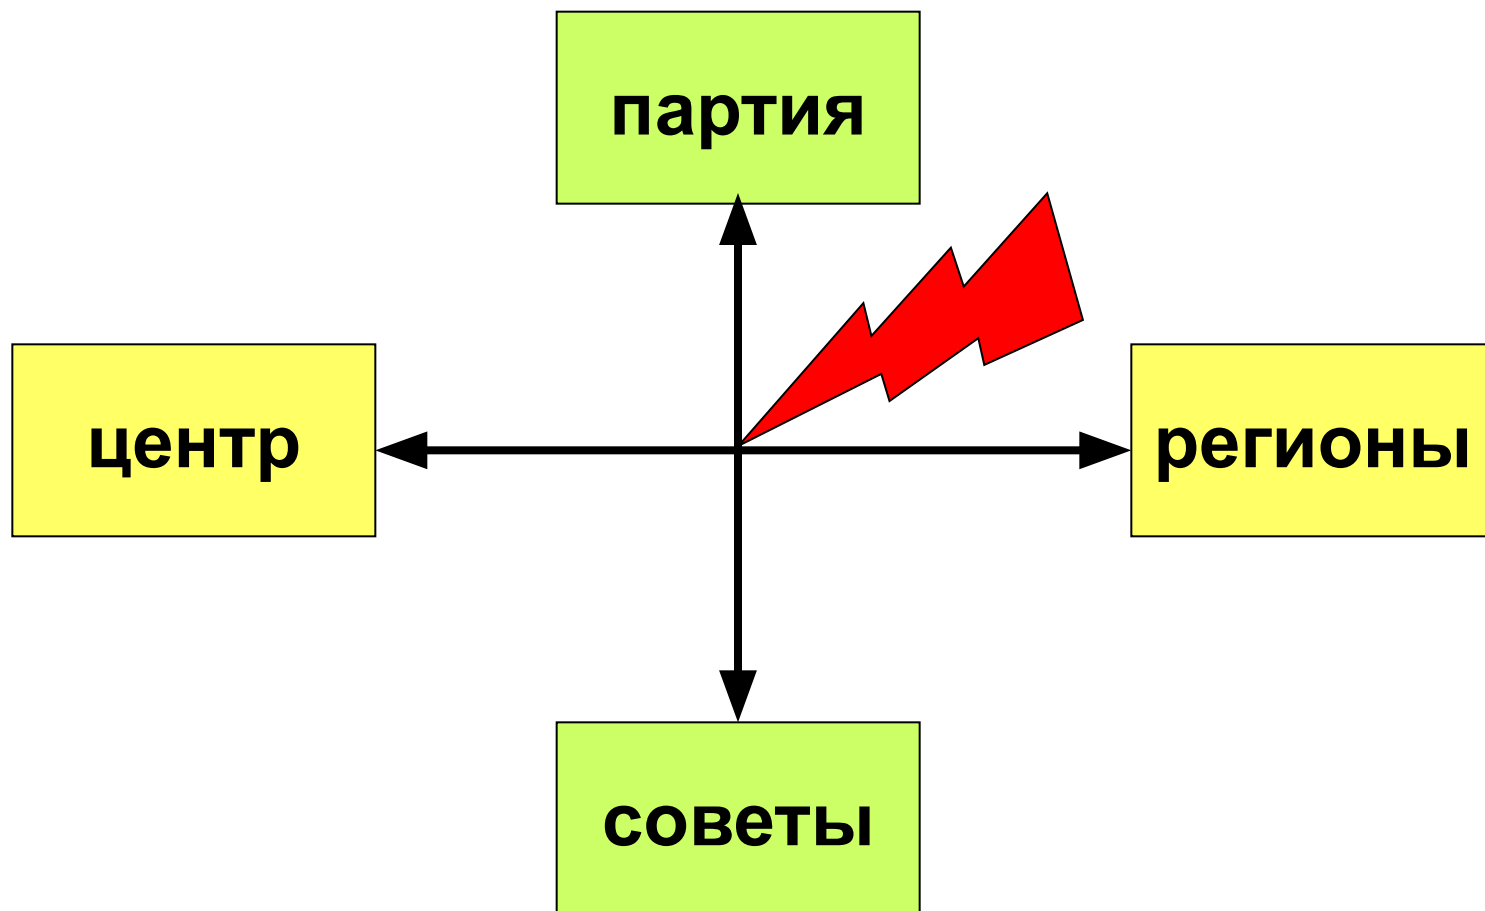 партия
центр
регионы
советы